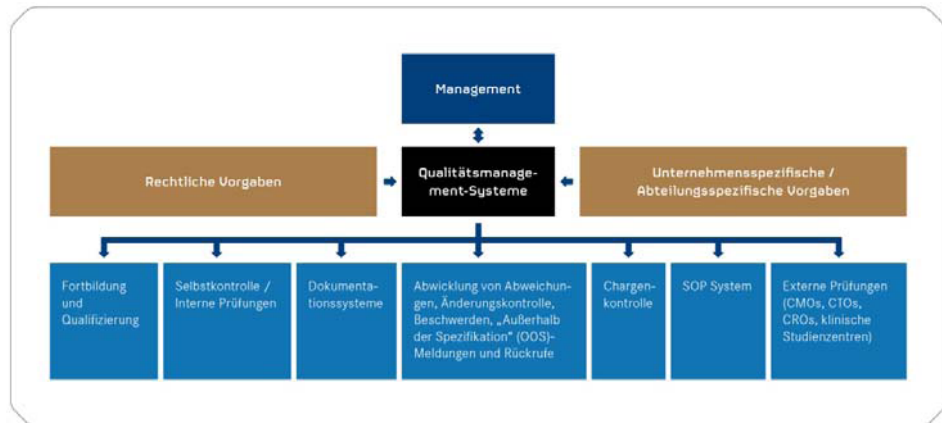 Management
Rechtliche Vorgaben
Qualitätsmanage-
ment-Systeme
Unternehmensspezifische /
Abteilungsspezifische Vorgaben
Fortbildung
und
Qualifizierung
Selbstkontrolle /
Interne Prüfungen
Dokumenta-
tionssysteme
Abwicklung von Abweichun-
gen, Änderungskontrolle,
Beschwerden, „Außerhalb
der Spezifikation“ (OOS)-
Meldungen und Rückrufe
Chargen-
kontrolle
SOP System
Externe Prüfungen
(CMOs, CTOs,
CROs, klinische
Studienzentren)